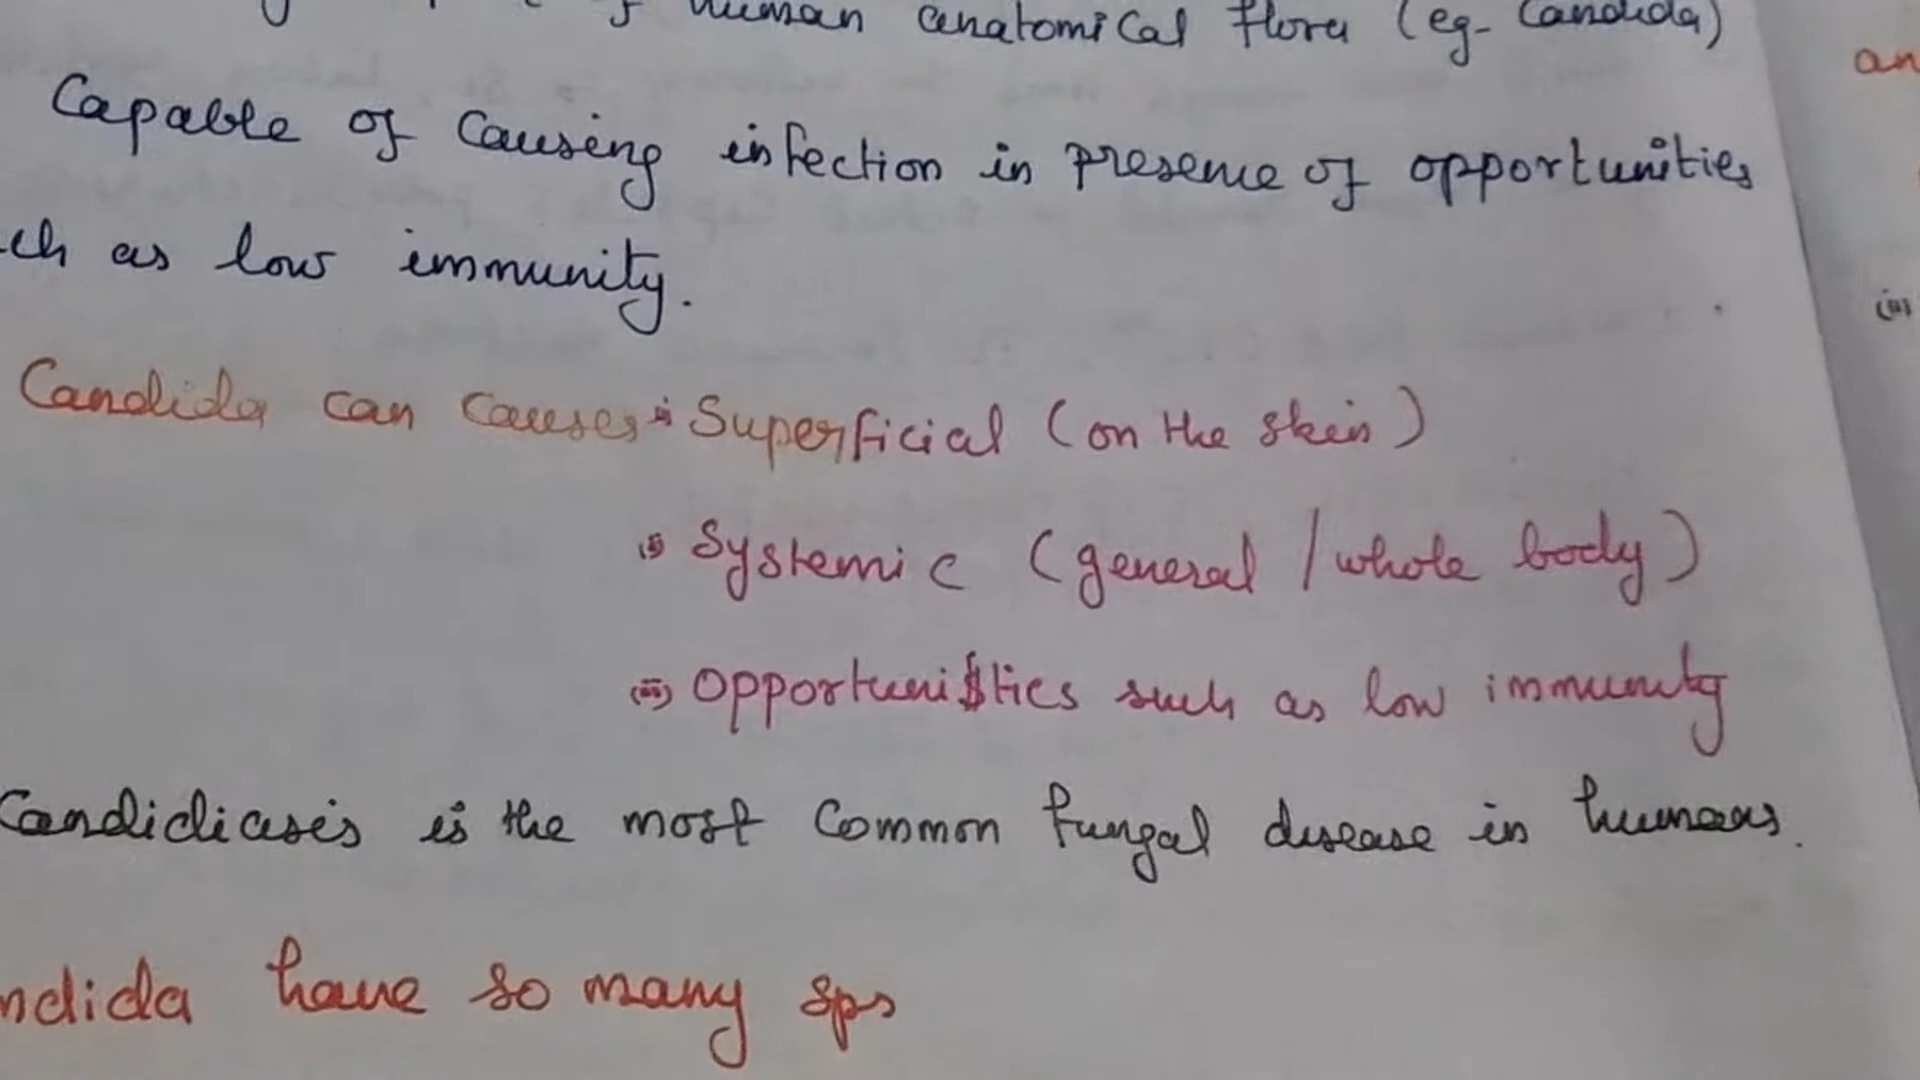 human anatomical flora (eg- Candida)
Capable of causing infection in presence of opportunities
ch as low immunity.
Candida can causes (i) Superficial (on the skin)
(ii) Systemic (general / whole body)
(iii) Opportunistics such as low immunity
Candidiasis is the most common fungal disease in humans.
ndida have so many sps
an
(ii)